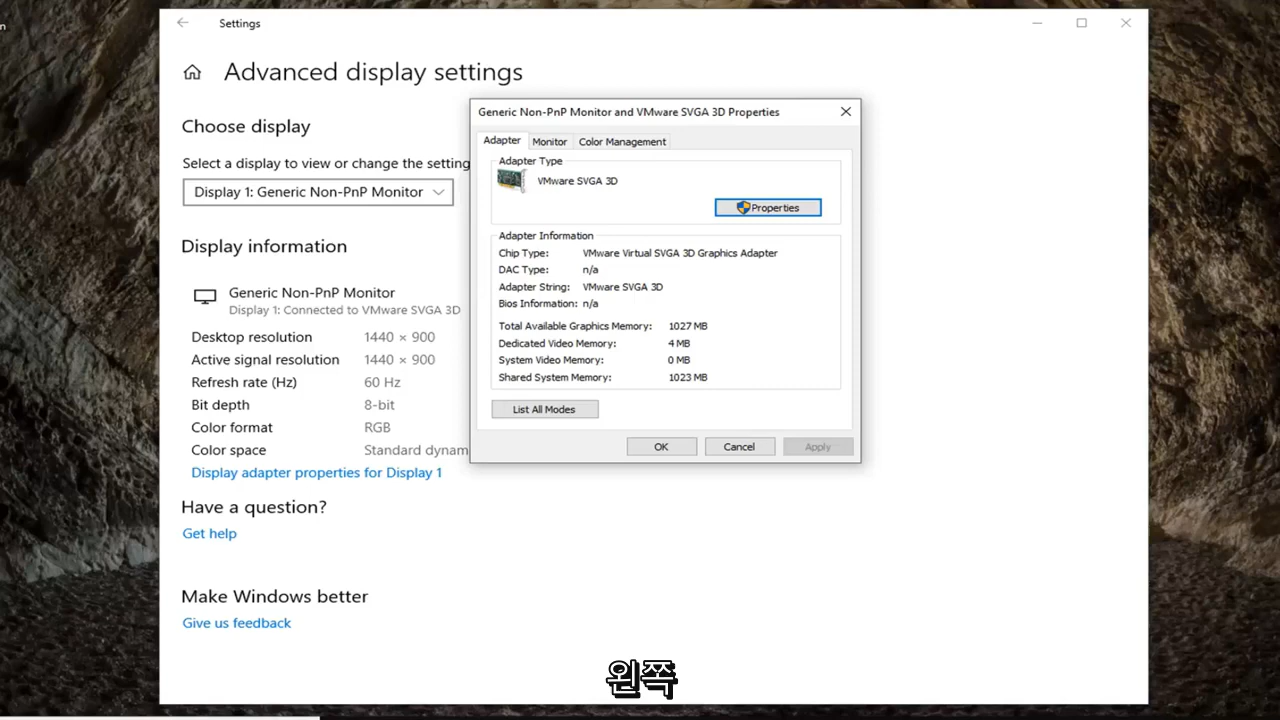 n
Settings
Advanced display settings
Choose display
Select a display to view or change the setting
Display 1: Generic Non-PnP Monitor
Display information
Generic Non-PnP Monitor
Display 1: Connected to VMware SVGA 3D
Desktop resolution 1440 × 900
Active signal resolution 1440 × 900
Refresh rate (Hz) 60 Hz
Bit depth 8-bit
Color format RGB
Color space Standard dynam
Display adapter properties for Display 1
Have a question?
Get help
Make Windows better
Give us feedback
Generic Non-PnP Monitor and VMware SVGA 3D Properties
Adapter Monitor Color Management
Adapter Type
VMware SVGA 3D
Properties
Adapter Information
Chip Type: VMware Virtual SVGA 3D Graphics Adapter
DAC Type: n/a
Adapter String: VMware SVGA 3D
Bios Information: n/a
Total Available Graphics Memory: 1027 MB
Dedicated Video Memory: 4 MB
System Video Memory: 0 MB
Shared System Memory: 1023 MB
List All Modes
OK Cancel Apply
왼쪽